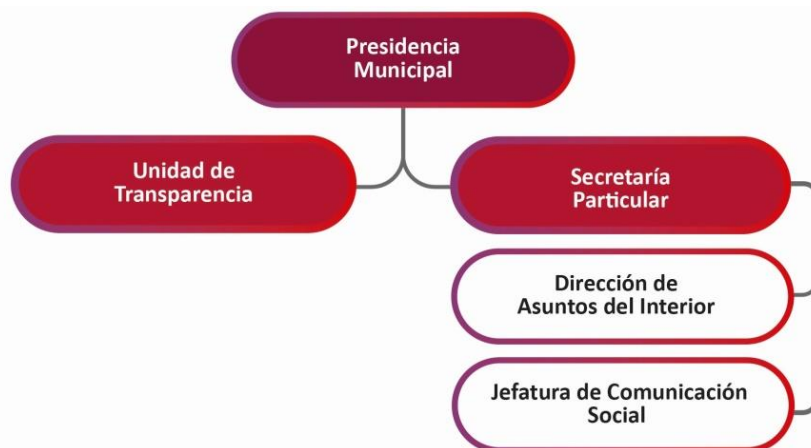 Presidencia
Municipal
Unidad de
Transparencia
Secretaría
Particular
Dirección de
Asuntos del Interior
Jefatura de Comunicación
Social